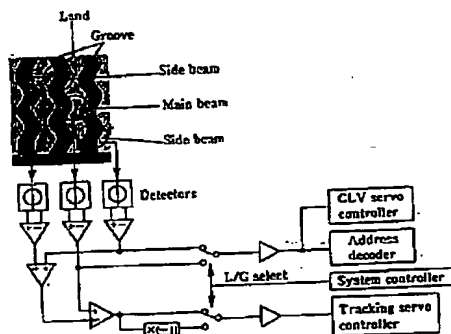 Land
Groove
Side beam
Main beam
Side beam
Detectors
CLV servo
controller
Address
decoder
L/G select
System controller
Tracking servo
controller
X(-1)